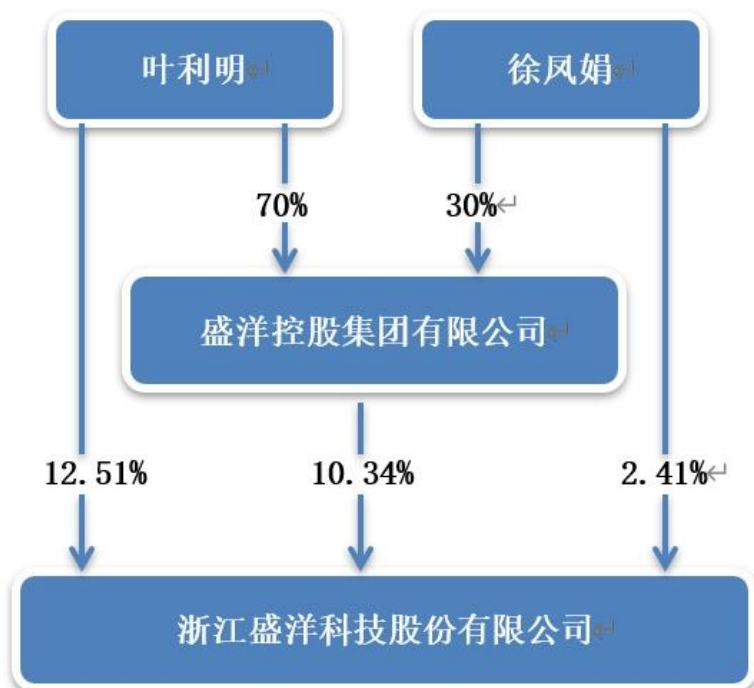 叶利明↵
徐凤娟↵
70%
30%↵
盛洋控股集团有限公司↵
12.51%
10.34%
2.41%↵
浙江盛洋科技股份有限公司↵